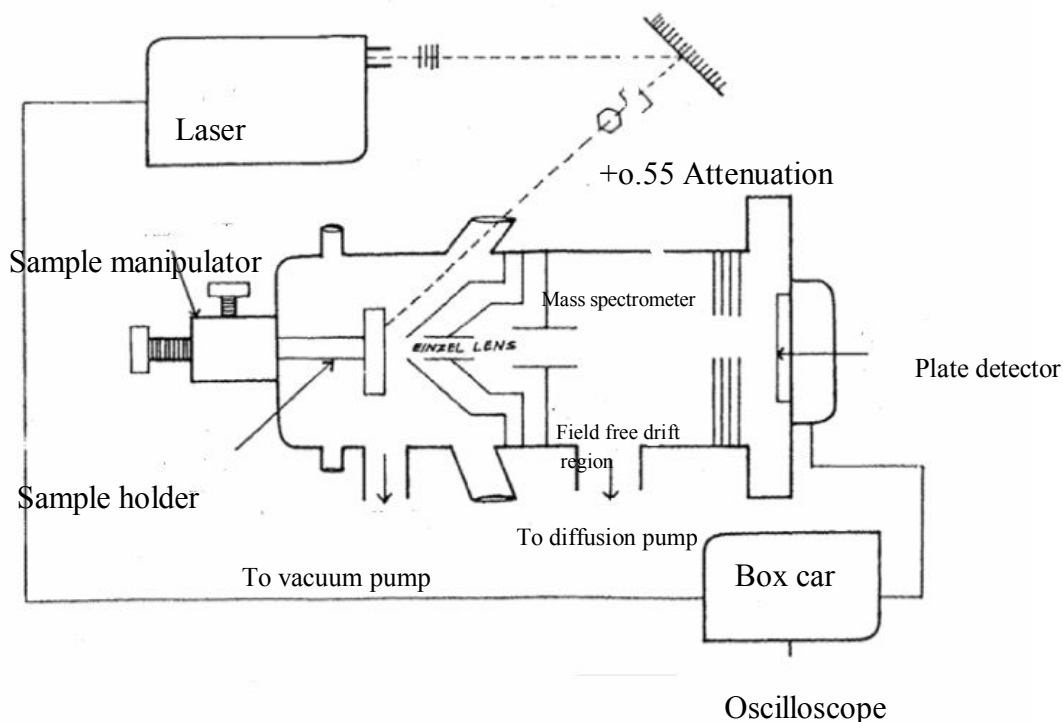 Laser
+o.55 Attenuation
Sample manipulator
Mass spectrometer
EINZEL LENS
Plate detector
Field free drift
region
Sample holder
To diffusion pump
To vacuum pump
Box car
Oscilloscope